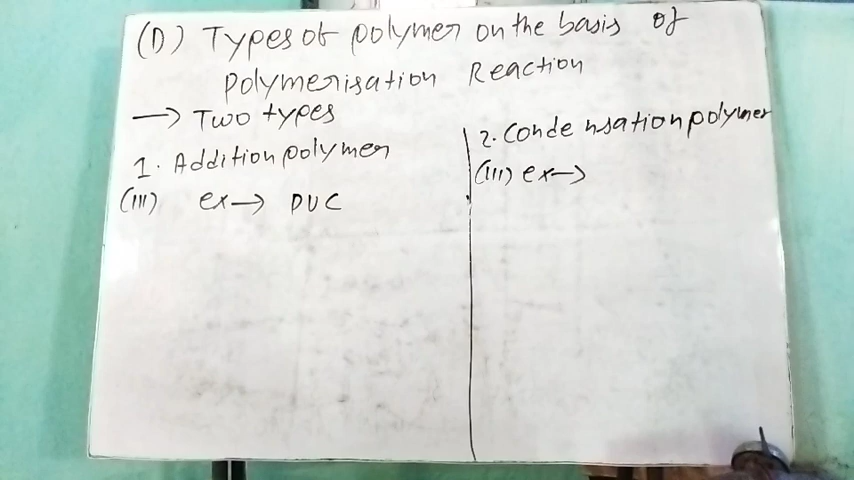 (D) Types of polymer on the basis of
polymerisation Reaction
→ Two types
1. Addition polymer
(III) ex → PVC
2. Condensation polymer
(III) ex →